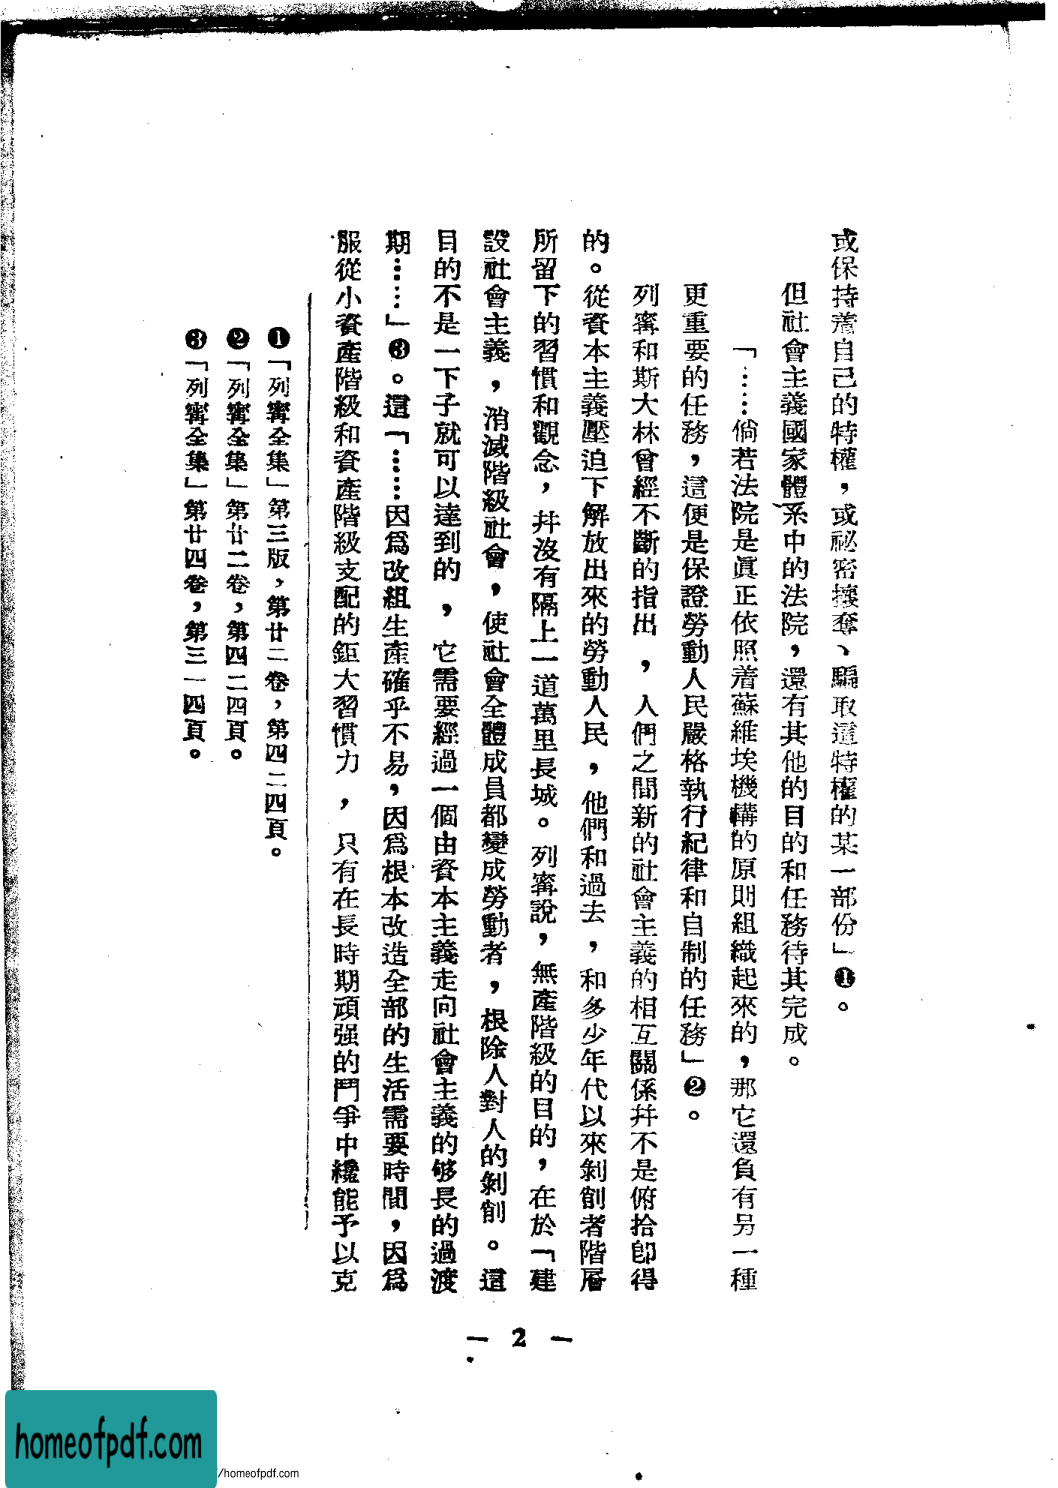 或保持着自己的特權，或祕密攘奪、騙取這特權的某一部份」❶。
但社會主義國家體系中的法院，還有其他的目的和任務待其完成。
「……倘若法院是眞正依照着蘇維埃機構的原則組織起來的，那它還負有另一種
更重要的任務，這便是保證勞動人民嚴格執行紀律和自制的任務」❷。
列寗和斯大林曾經不斷的指出，人們之間新的社會主義的相互關係幷不是俯拾卽得
的。從資本主義壓迫下解放出來的勞動人民，他們和過去，和多少年代以來剝削者階層
所留下的習慣和觀念，幷沒有隔上一道萬里長城。列寗說，無產階級的目的，在於「建
設社會主義，消滅階級社會，使社會全體成員都變成勞動者，根除人對人的剝削。這
目的不是一下子就可以達到的，它需要經過一個由資本主義走向社會主義的够長的過渡
期……」❸。這「……因爲改組生產確乎不易，因爲根本改造全部的生活需要時間，因爲
服從小資產階級和資產階級支配的鉅大習慣力，只有在長時期頑强的鬥爭中纔能予以克
❶「列寗全集」第三版，第廿二卷，第四二四頁。
❷「列寗全集」第廿二卷，第四二四頁。
❸「列寗全集」第廿四卷，第三一四頁。
— 2 —
homeofpdf.com
/homeofpdf.com